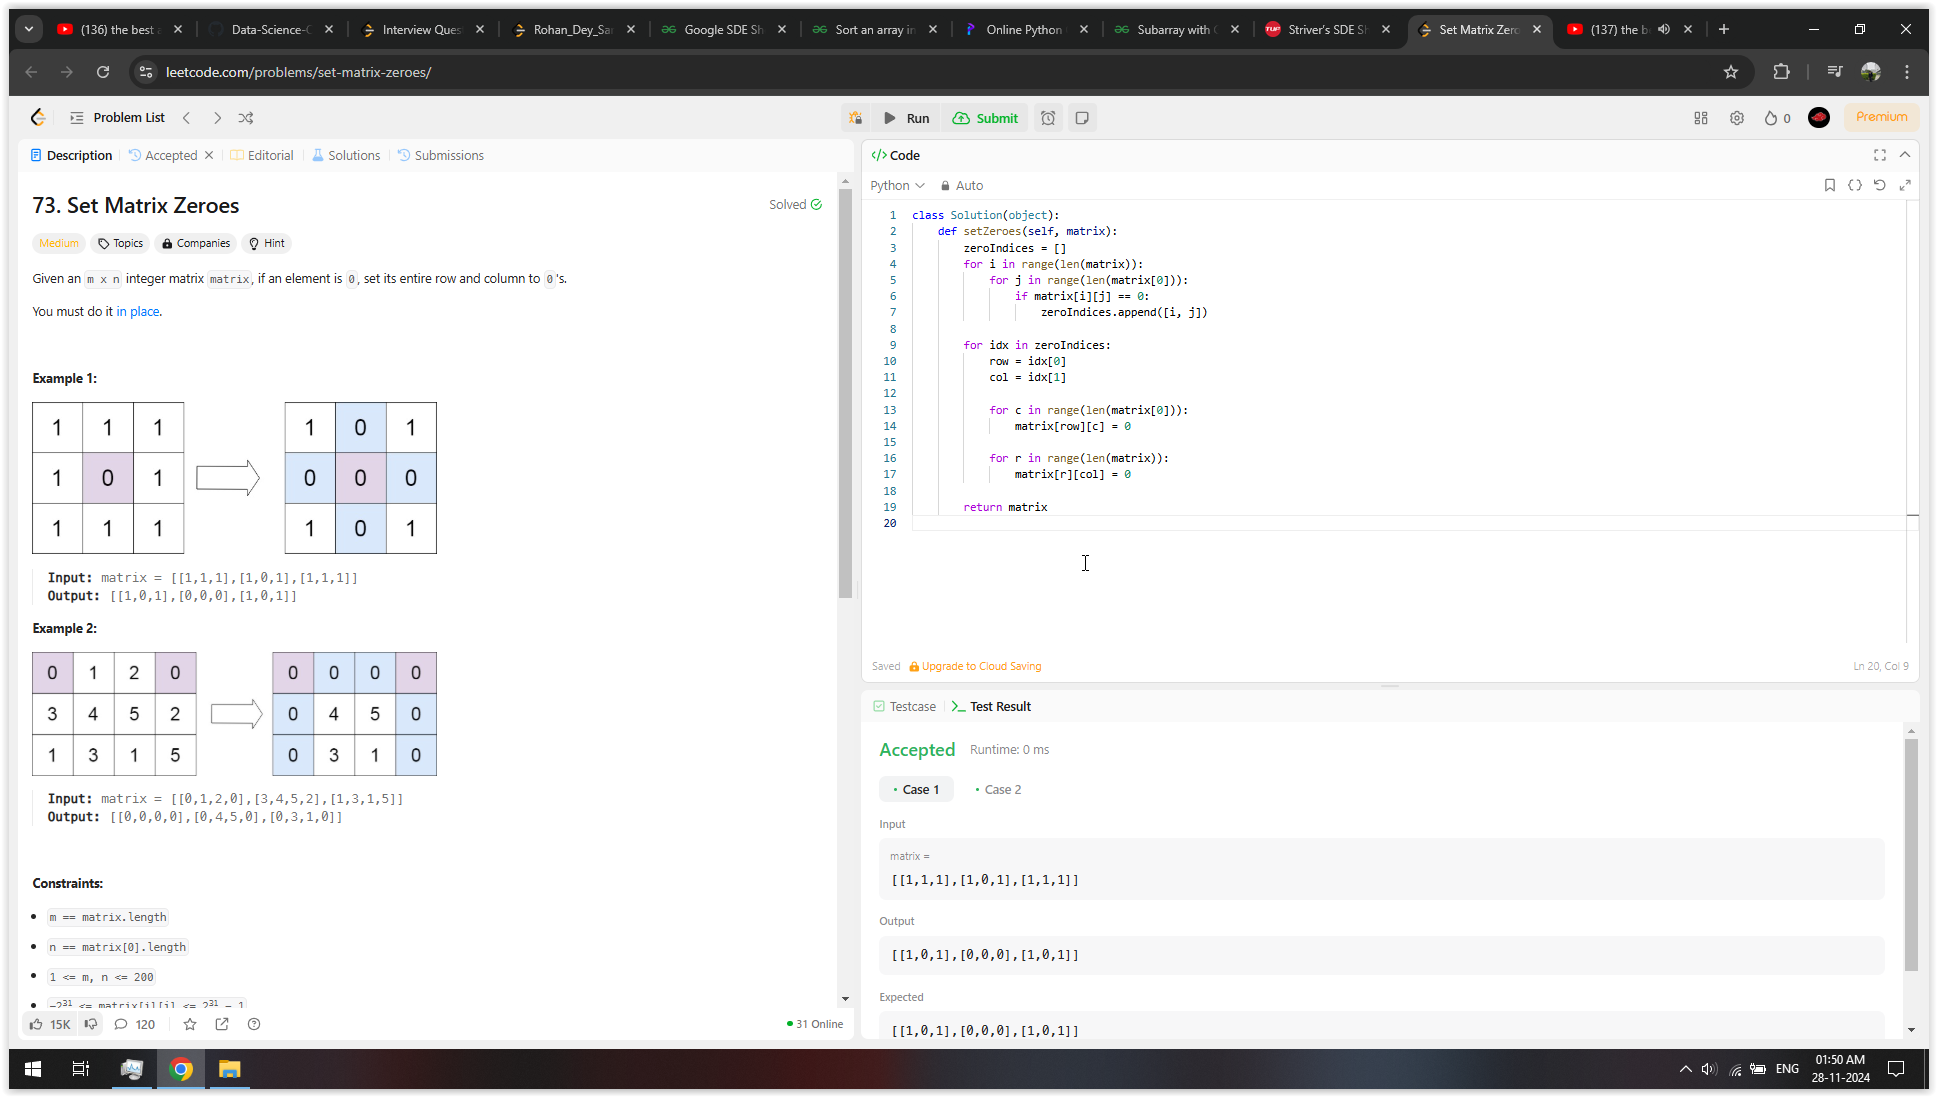 (136) the best a
Data-Science-C
Interview Ques
Rohan_Dey_Sa
Google SDE Sh
Sort an array in
Online Python
Subarray with
Striver's SDE S
Set Matrix Zero
(137) the b
leetcode.com/problems/set-matrix-zeroes/
Problem List
Run
Submit
0
Premium
Description
Accepted
Editorial
Solutions
Submissions
73. Set Matrix Zeroes
Solved
Medium
Topics
Companies
Hint
Given an m x n integer matrix matrix, if an element is 0, set its entire row and column to 0's.
You must do it in place.
Example 1:
1 1 1 1 0 1
1 0 1 0 0 0
1 1 1 1 0 1
Input: matrix = [[1,1,1],[1,0,1],[1,1,1]]
Output: [[1,0,1],[0,0,0],[1,0,1]]
Example 2:
0 1 2 0 0 0 0 0
3 4 5 2 0 4 5 0
1 3 1 5 0 3 1 0
Input: matrix = [[0,1,2,0],[3,4,5,2],[1,3,1,5]]
Output: [[0,0,0,0],[0,4,5,0],[0,3,1,0]]
Constraints:
m == matrix.length
n == matrix[0].length
1 <= m, n <= 200
-2³¹ <= matrix[i][j] <= 2³¹ - 1
15K
120
31 Online
</> Code
Python
Auto
1 class Solution(object):
2 def setZeroes(self, matrix):
3 zeroIndices = []
4 for i in range(len(matrix)):
5 for j in range(len(matrix[0])):
6 if matrix[i][j] == 0:
7 zeroIndices.append([i, j])
8
9 for idx in zeroIndices:
10 row = idx[0]
11 col = idx[1]
12
13 for c in range(len(matrix[0])):
14 matrix[row][c] = 0
15
16 for r in range(len(matrix)):
17 matrix[r][col] = 0
18
19 return matrix
20
Saved
Upgrade to Cloud Saving
Ln 20, Col 9
Testcase
Test Result
Accepted
Runtime: 0 ms
Case 1
Case 2
Input
matrix =
[[1,1,1],[1,0,1],[1,1,1]]
Output
[[1,0,1],[0,0,0],[1,0,1]]
Expected
[[1,0,1],[0,0,0],[1,0,1]]
ENG
01:50 AM
28-11-2024